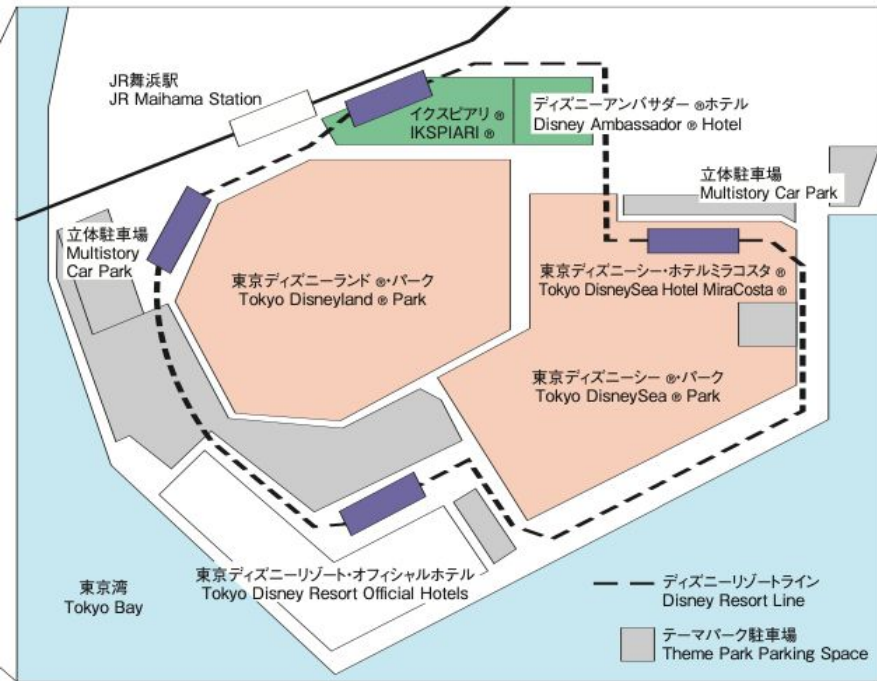 JR舞浜駅
JR Maihama Station
イクスピアリ ®
IKSPIARI ®
ディズニーアンバサダー ®ホテル
Disney Ambassador ® Hotel
立体駐車場
Multistory Car Park
立体駐車場
Multistory
Car Park
東京ディズニーランド ®・パーク
Tokyo Disneyland ® Park
東京ディズニーシー・ホテルミラコスタ ®
Tokyo DisneySea Hotel MiraCosta ®
東京ディズニーシー ®・パーク
Tokyo DisneySea ® Park
東京ディズニーリゾート・オフィシャルホテル
Tokyo Disney Resort Official Hotels
東京湾
Tokyo Bay
ディズニーリゾートライン
Disney Resort Line
テーマパーク駐車場
Theme Park Parking Space